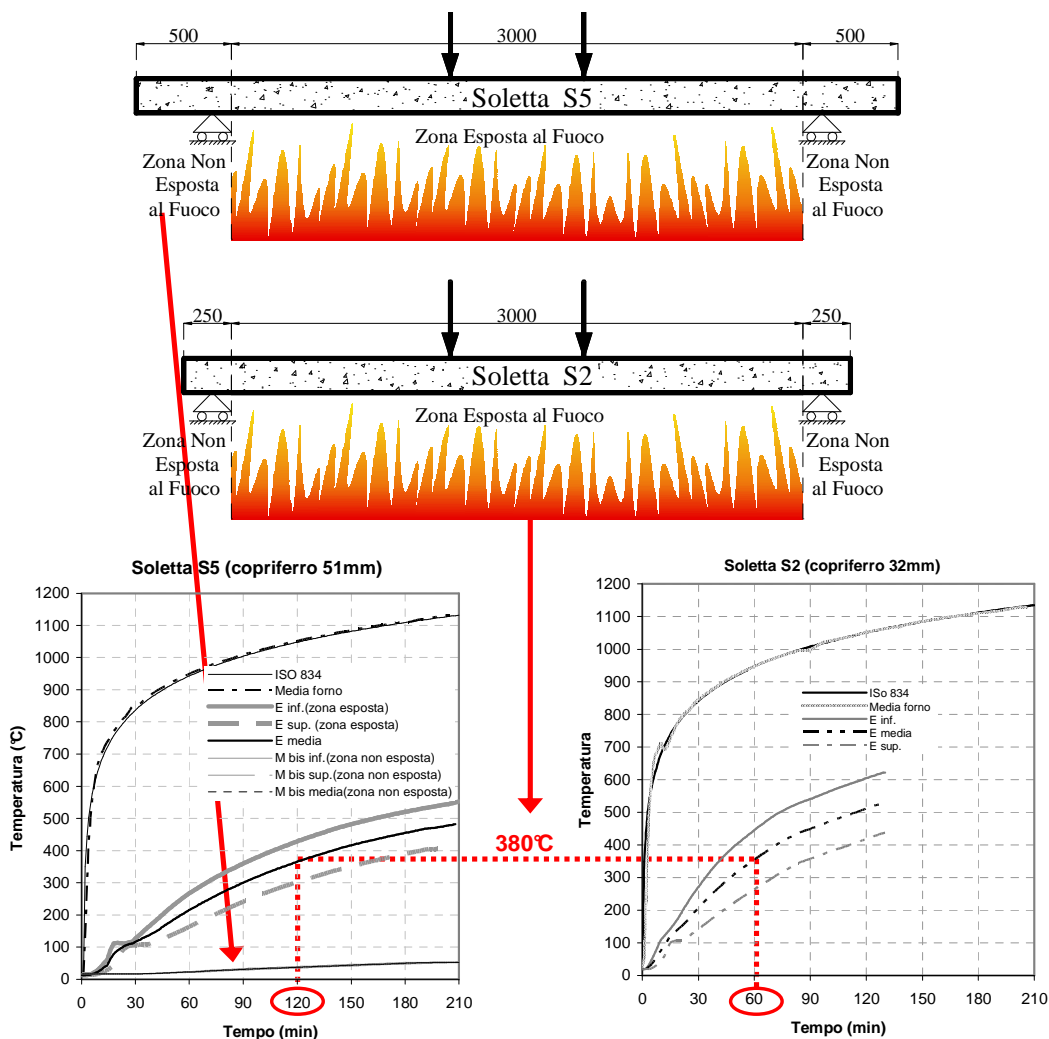 500
3000
500
Soletta S5
Zona Esposta al Fuoco
Zona Non
Esposta
al Fuoco
Zona Non
Esposta
al Fuoco
250
3000
250
Soletta S2
Zona Esposta al Fuoco
Zona Non
Esposta
al Fuoco
Zona Non
Esposta
al Fuoco
Soletta S5 (copriferro 51mm)
Temperatura (°C)
1200
1100
1000
900
800
700
600
500
400
300
200
100
0
ISO 834
Media forno
E inf.(zona esposta)
E sup. (zona esposta)
E media
M bis inf.(zona non esposta)
M bis sup.(zona non esposta)
M bis media(zona non esposta)
0 30 60 90 120 150 180 210
Tempo (min)
380°C
Soletta S2 (copriferro 32mm)
Temperatura
1200
1100
1000
900
800
700
600
500
400
300
200
100
0
ISo 834
Media forno
E inf.
E media
E sup.
0 30 60 90 120 150 180 210
Tempo (min)